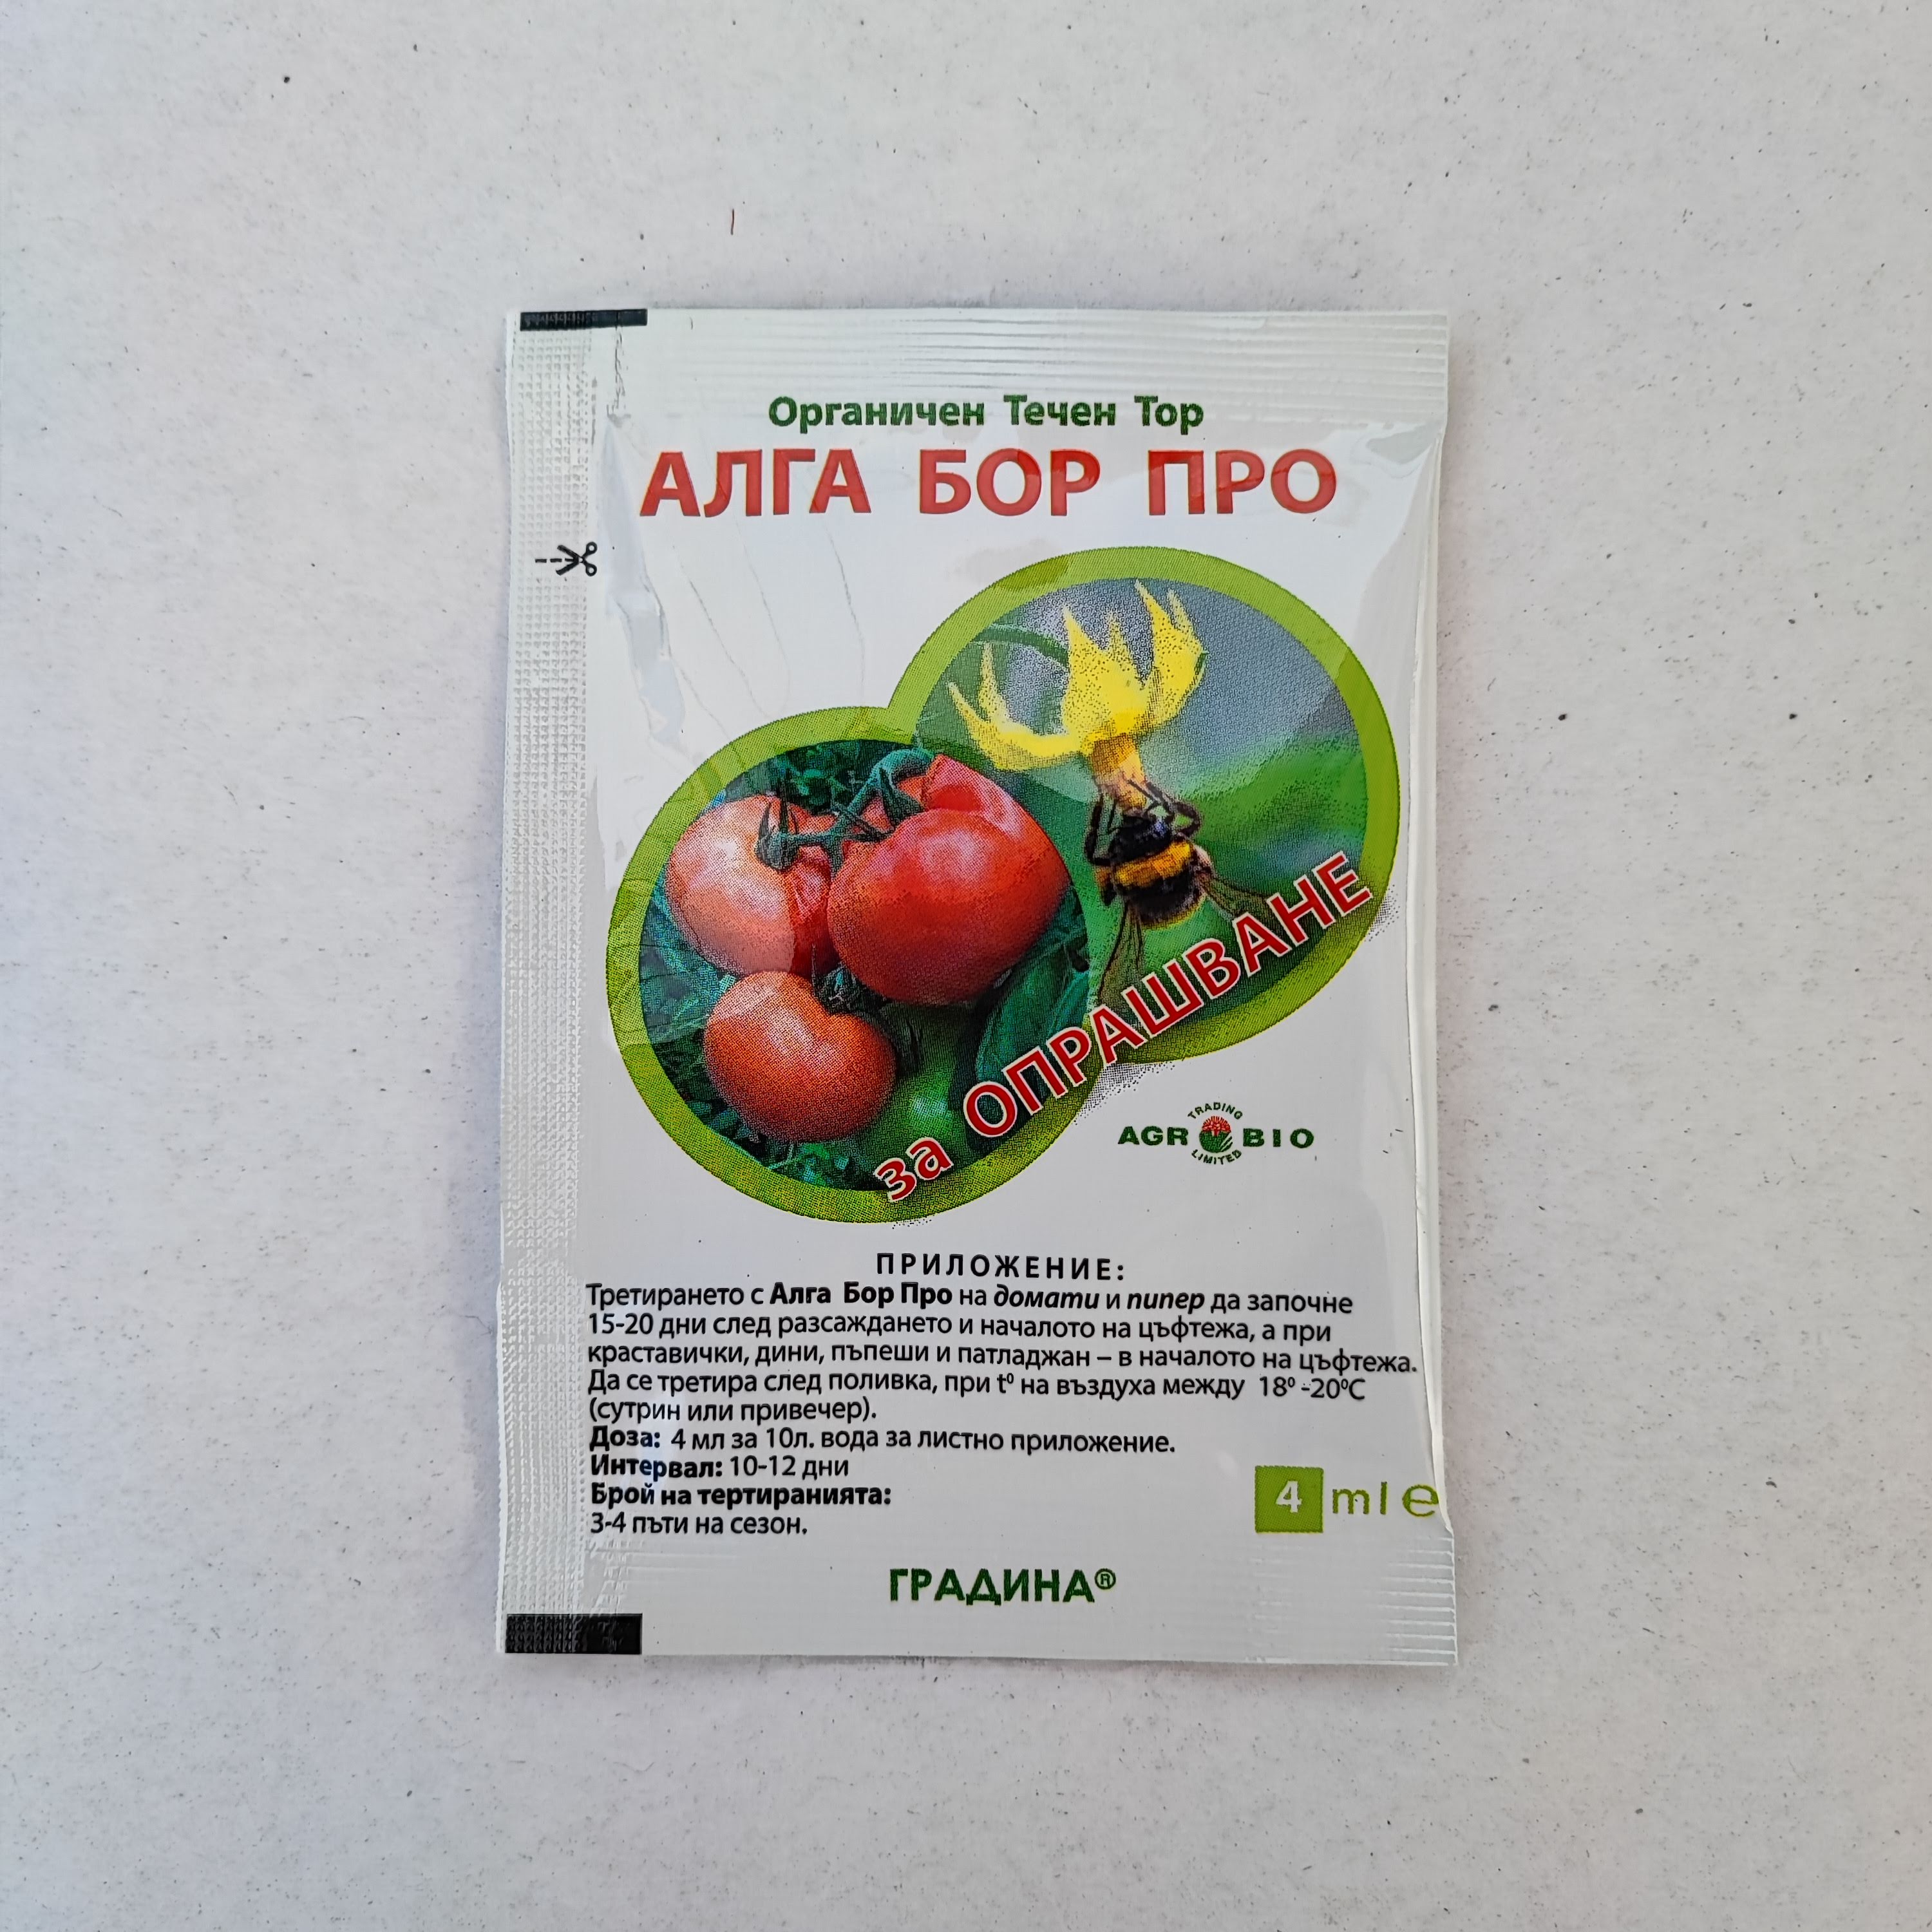 Органичен Течен Тор
АЛГА БОР ПРО
за ОПРАШВАНЕ
TRADING
AGR BIO
LIMITED
ПРИЛОЖЕНИЕ:
Третирането с Алга Бор Про на домати и пипер да започне
15-20 дни след разсаждането и началото на цъфтежа, а при
краставички, дини, пъпеши и патладжан – в началото на цъфтежа.
Да се третира след поливка, при t⁰ на въздуха между 18⁰ -20⁰C
(сутрин или привечер).
Доза: 4 мл за 10л. вода за листно приложение.
Интервал: 10-12 дни
Брой на тертиранията:
3-4 пъти на сезон.
4 ml e
ГРАДИНА®